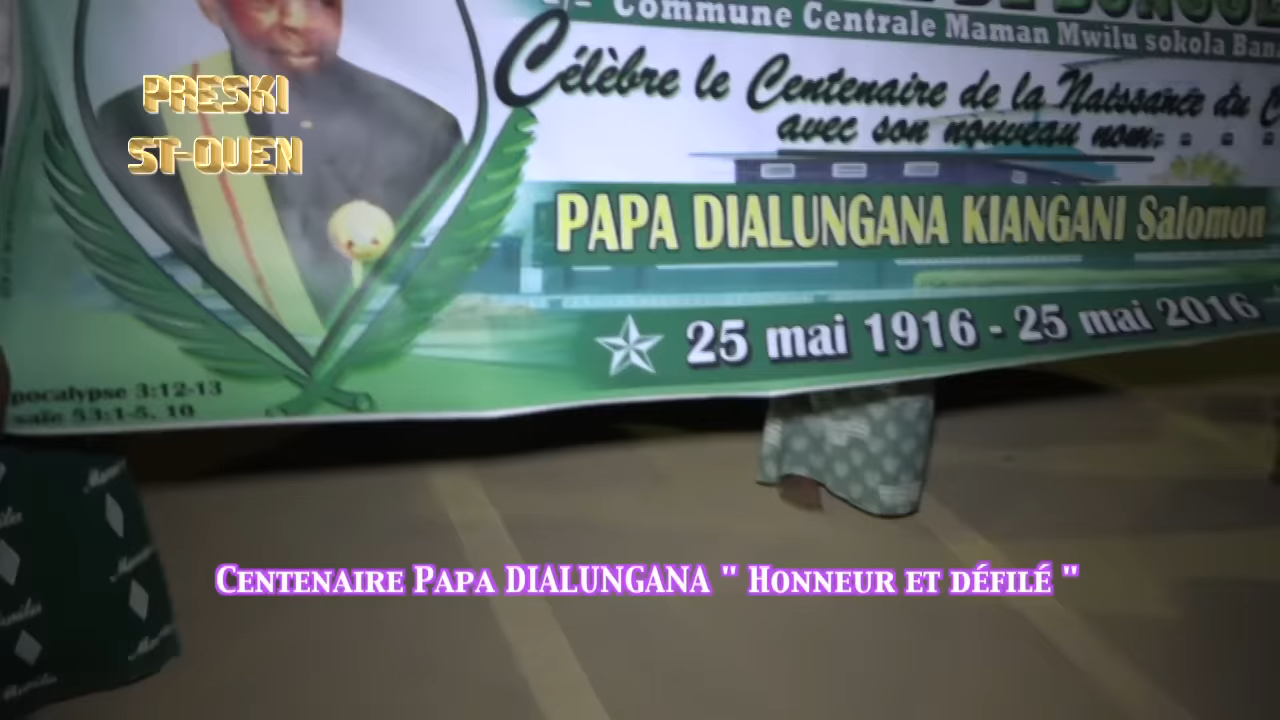 Commune Centrale Maman Mwilu sokola
Célèbre le Centenaire de la Naissance du
avec son nouveau nom:
PRESKI
ST-OUEN
PAPA DIALUNGANA KIANGANI Salomon
25 mai 1916 - 25 mai 2016
pocalypse 3:12-13
saïe 53:1-5, 10
Centenaire Papa DIALUNGANA " Honneur et défilé "